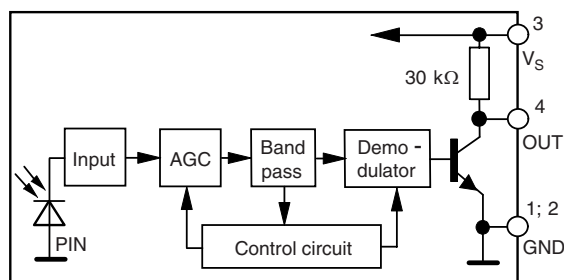 3
V_S
30 kΩ
4
OUT
Input
AGC
Band
pass
Demo -
dulator
1; 2
GND
PIN
Control circuit